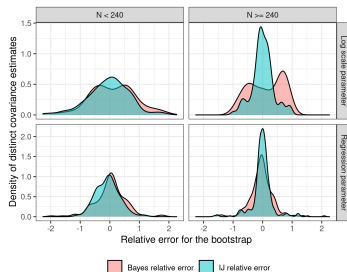 N < 240
N >= 240
Density of distinct covariance estimates
1.5
1.0
0.5
0.0
Log scale parameter
2.0
1.5
1.0
0.5
0.0
Regression parameter
-2 -1 0 1 2
-2 -1 0 1 2
Relative error for the bootstrap
Bayes relative error
IJ relative error